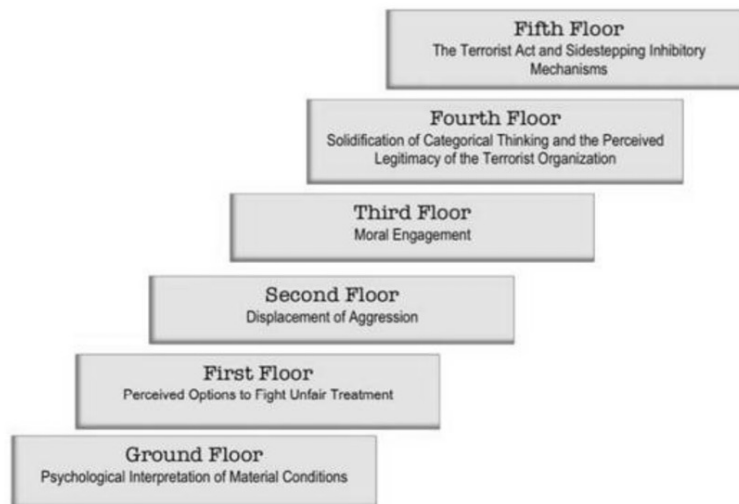 Fifth Floor
The Terrorist Act and Sidestepping Inhibitory
Mechanisms
Fourth Floor
Solidification of Categorical Thinking and the Perceived
Legitimacy of the Terrorist Organization
Third Floor
Moral Engagement
Second Floor
Displacement of Aggression
First Floor
Perceived Options to Fight Unfair Treatment
Ground Floor
Psychological Interpretation of Material Conditions